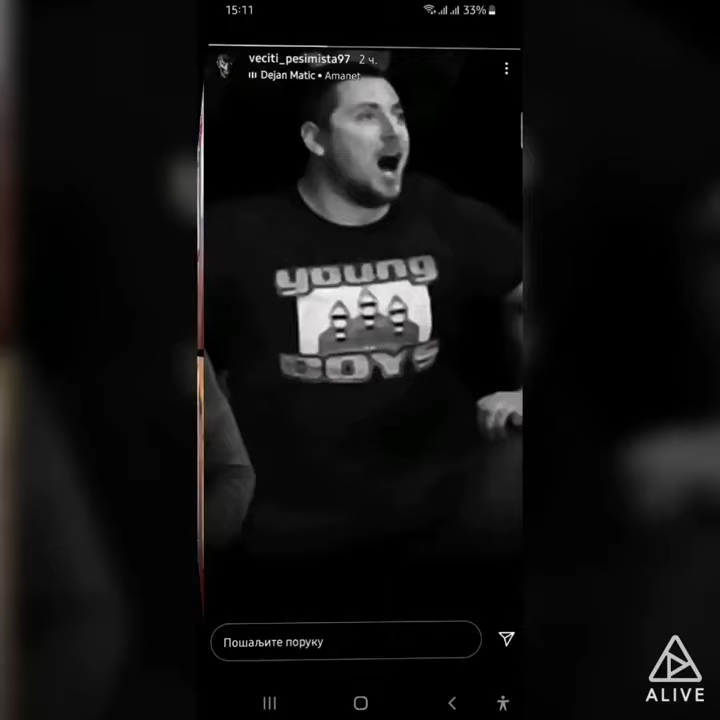 15:11 33%
veciti_pesimista97 2 ч.
Dejan Matic • Amanet
young
BOYS
Пошаљите поруку
ALIVE